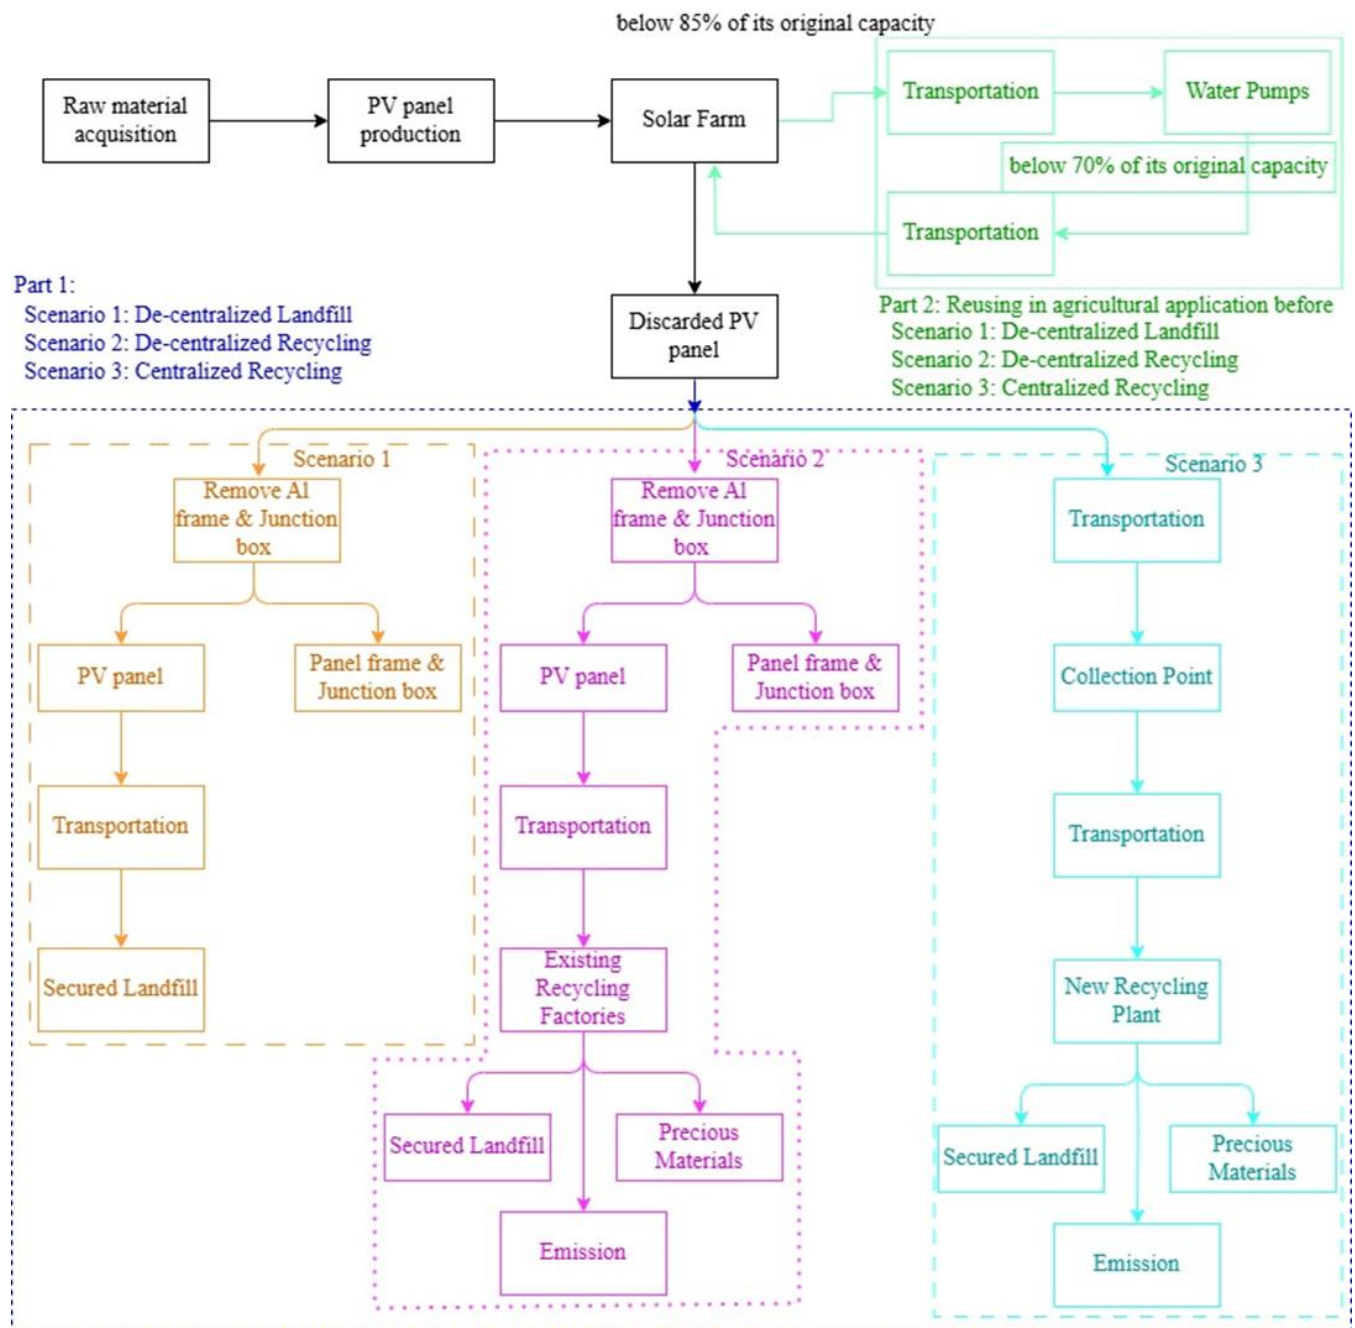 below 85% of its original capacity
Raw material
acquisition
PV panel
production
Solar Farm
Transportation
Water Pumps
below 70% of its original capacity
Transportation
Part 1:
Scenario 1: De-centralized Landfill
Scenario 2: De-centralized Recycling
Scenario 3: Centralized Recycling
Discarded PV
panel
Part 2: Reusing in agricultural application before
Scenario 1: De-centralized Landfill
Scenario 2: De-centralized Recycling
Scenario 3: Centralized Recycling
Scenario 1
Remove Al
frame & Junction
box
PV panel
Panel frame &
Junction box
Transportation
Secured Landfill
Scenario 2
Remove Al
frame & Junction
box
PV panel
Panel frame &
Junction box
Transportation
Existing
Recycling
Factories
Secured Landfill
Precious
Materials
Emission
Scenario 3
Transportation
Collection Point
Transportation
New Recycling
Plant
Secured Landfill
Precious
Materials
Emission